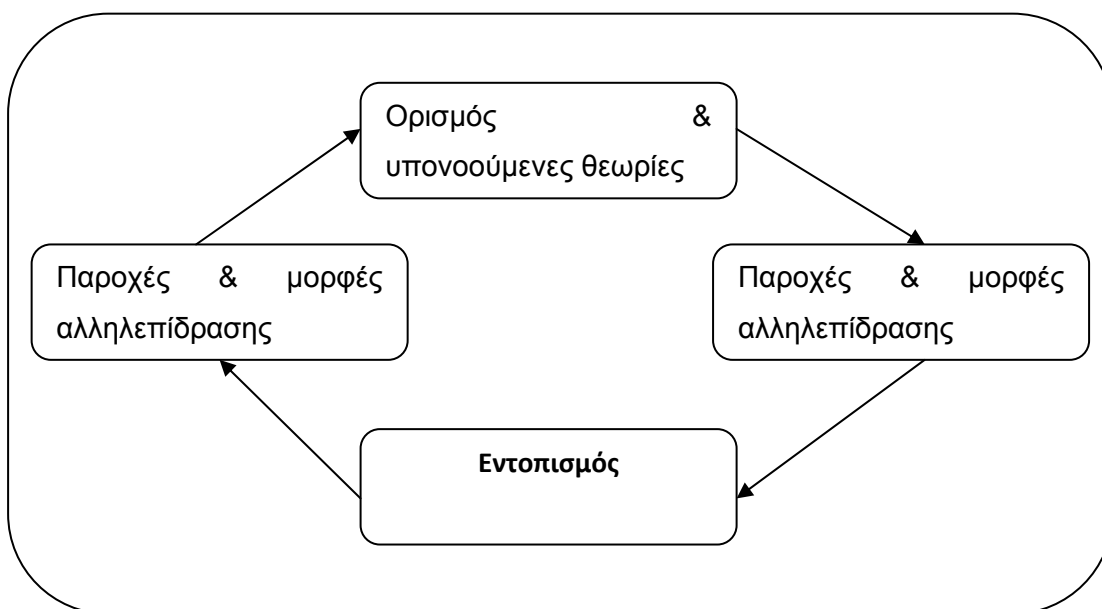 Ορισμός &
υπονοούμενες θεωρίες
Παροχές & μορφές
αλληλεπίδρασης
Παροχές & μορφές
αλληλεπίδρασης
Εντοπισμός